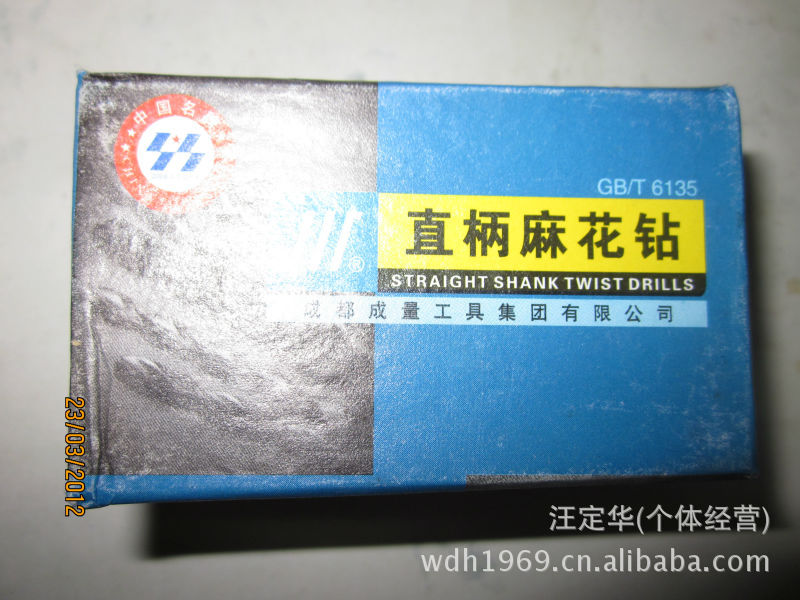 中国名牌
GB/T 6135
川®
直柄麻花钻
STRAIGHT SHANK TWIST DRILLS
成都成量工具集团有限公司
23/03/2012
汪定华(个体经营)
wdh1969.cn.alibaba.com